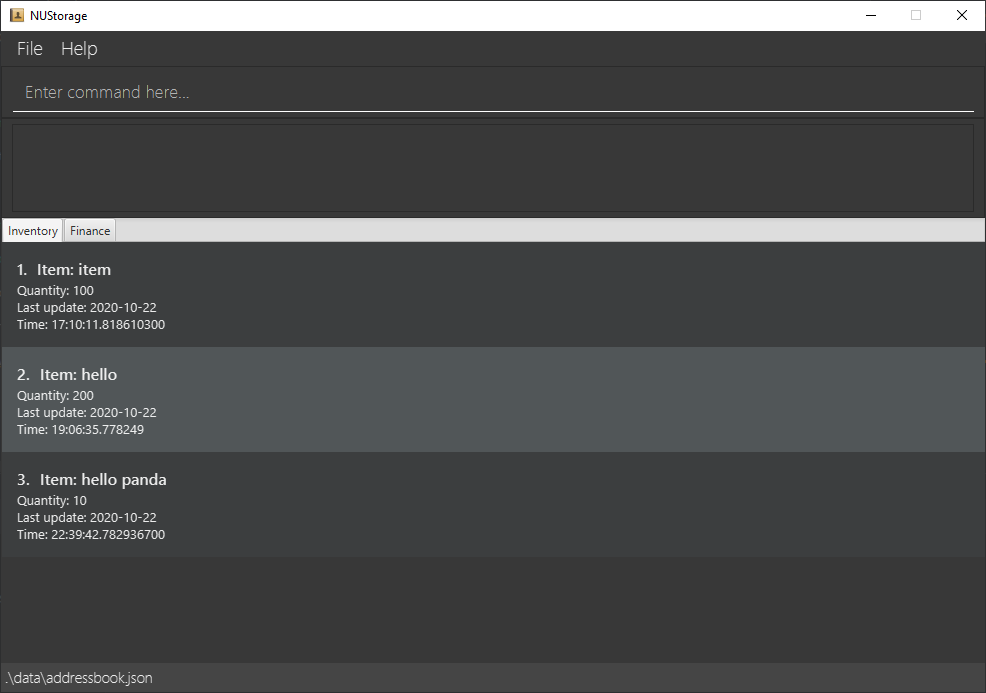 NUStorage
File Help
Enter command here...
Inventory Finance
1. Item: item
Quantity: 100
Last update: 2020-10-22
Time: 17:10:11.818610300
2. Item: hello
Quantity: 200
Last update: 2020-10-22
Time: 19:06:35.778249
3. Item: hello panda
Quantity: 10
Last update: 2020-10-22
Time: 22:39:42.782936700
.\data\addressbook.json